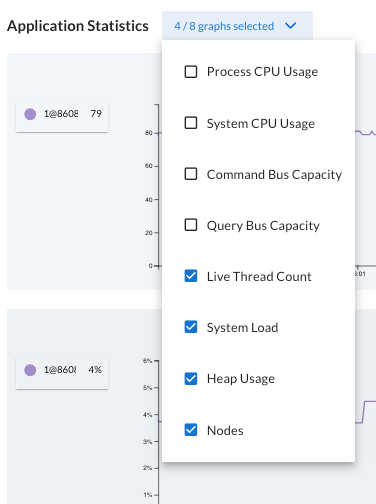 Application Statistics
4 / 8 graphs selected
Process CPU Usage
1@8608 79
System CPU Usage
80
60
Command Bus Capacity
40
Query Bus Capacity
20
0
:01
Live Thread Count
System Load
6%
1@860 4%
5%
Heap Usage
4%
Nodes
3%
2%
1%